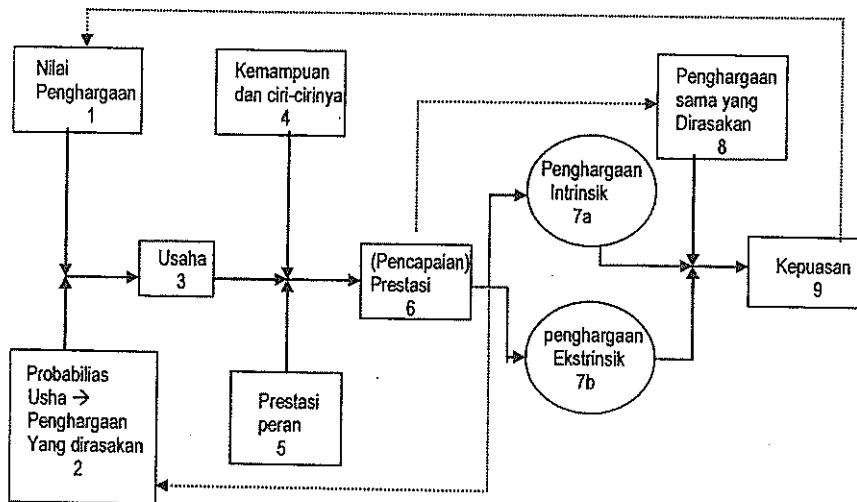 Nilai
Penghargaan
1
Kemampuan
dan ciri-cirinya
4
Penghargaan
sama yang
Dirasakan
8
Penghargaan
Intrinsik
7a
Usaha
3
(Pencapaian)
Prestasi
6
Kepuasan
9
penghargaan
Ekstrinsik
7b
Probabilias
Usha →
Penghargaan
Yang dirasakan
2
Prestasi
peran
5